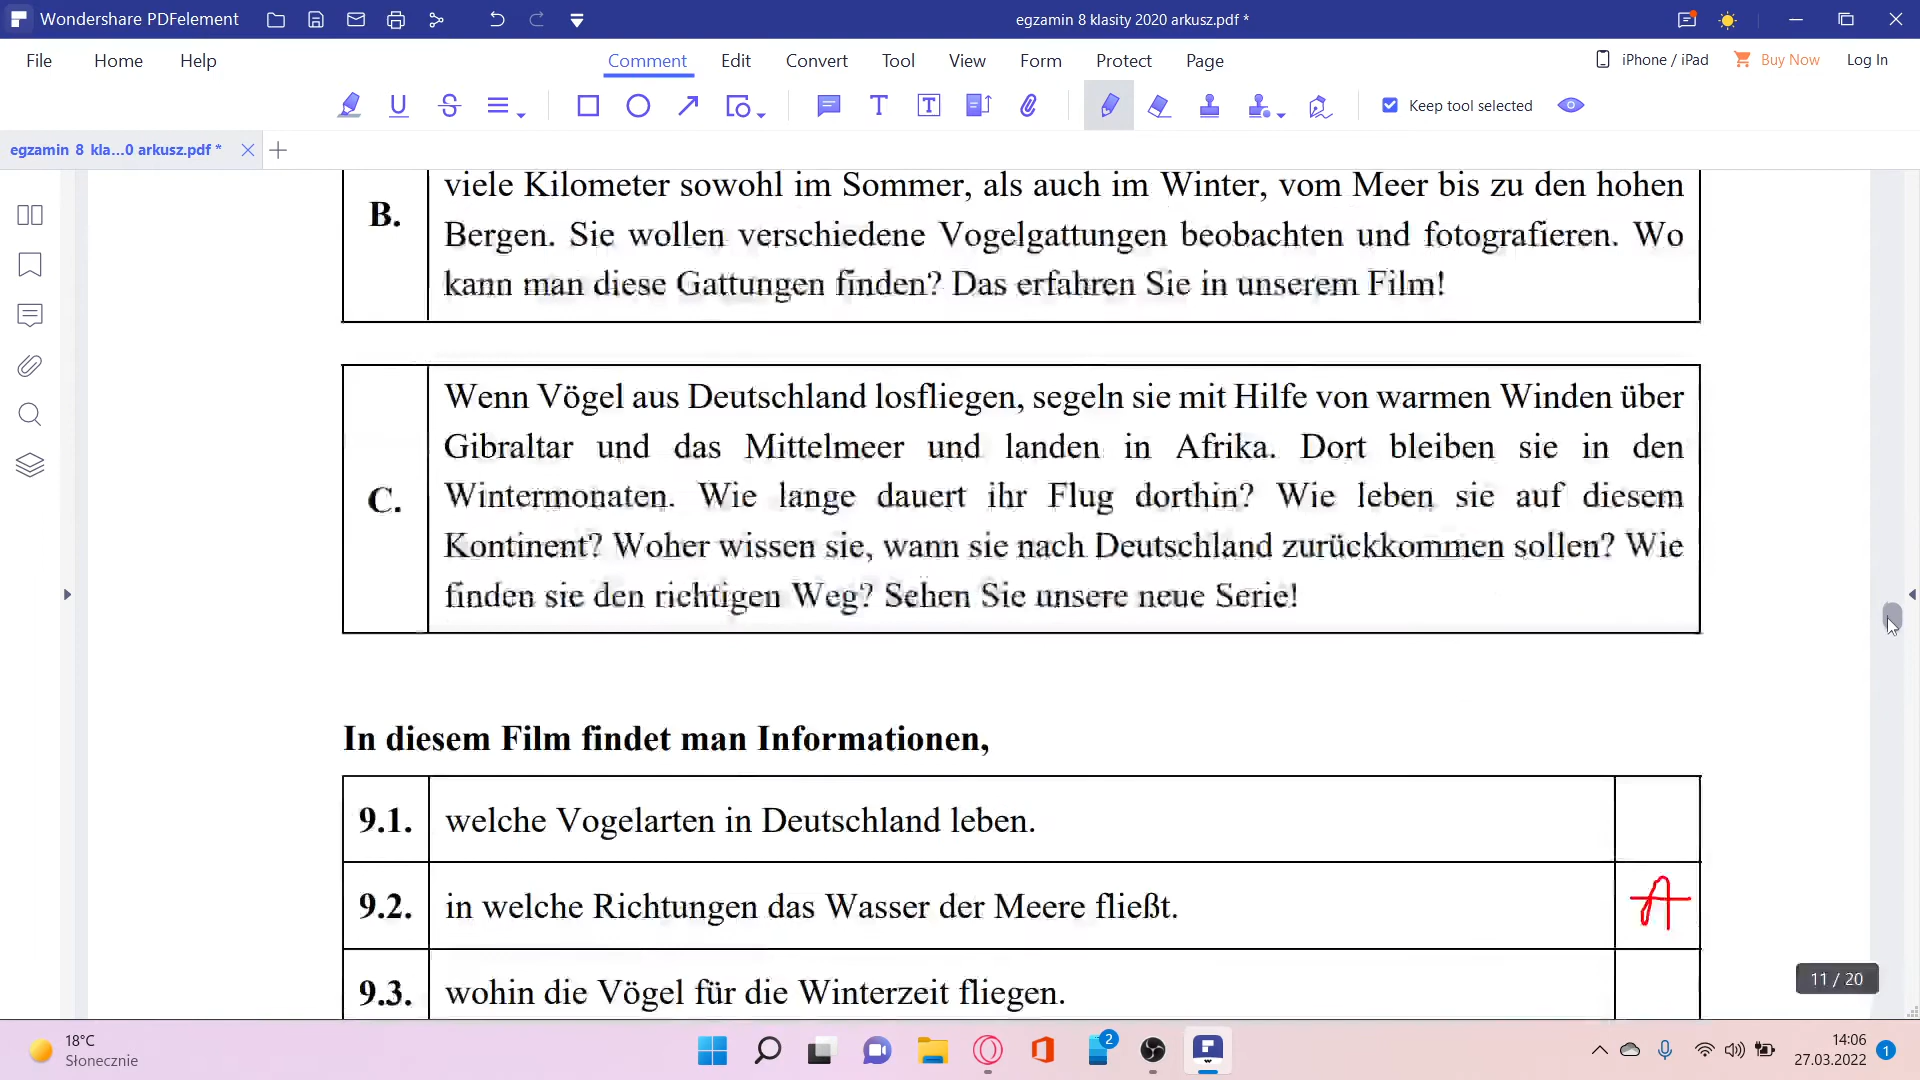 Wondershare PDFelement
egzamin 8 klasity 2020 arkusz.pdf *
File Home Help Comment Edit Convert Tool View Form Protect Page iPhone / iPad Buy Now Log In
Keep tool selected
egzamin 8 kla...0 arkusz.pdf *
viele Kilometer sowohl im Sommer, als auch im Winter, vom Meer bis zu den hohen
B.
Bergen. Sie wollen verschiedene Vogelgattungen beobachten und fotografieren. Wo
kann man diese Gattungen finden? Das erfahren Sie in unserem Film!
Wenn Vögel aus Deutschland losfliegen, segeln sie mit Hilfe von warmen Winden über
Gibraltar und das Mittelmeer und landen in Afrika. Dort bleiben sie in den
C. Wintermonaten. Wie lange dauert ihr Flug dorthin? Wie leben sie auf diesem
Kontinent? Woher wissen sie, wann sie nach Deutschland zurückkommen sollen? Wie
finden sie den richtigen Weg? Sehen Sie unsere neue Serie!
In diesem Film findet man Informationen,
9.1. welche Vogelarten in Deutschland leben.
9.2. in welche Richtungen das Wasser der Meere fließt. A
9.3. wohin die Vögel für die Winterzeit fliegen.
11 / 20
18°C
Słonecznie
2
14:06
27.03.2022
1